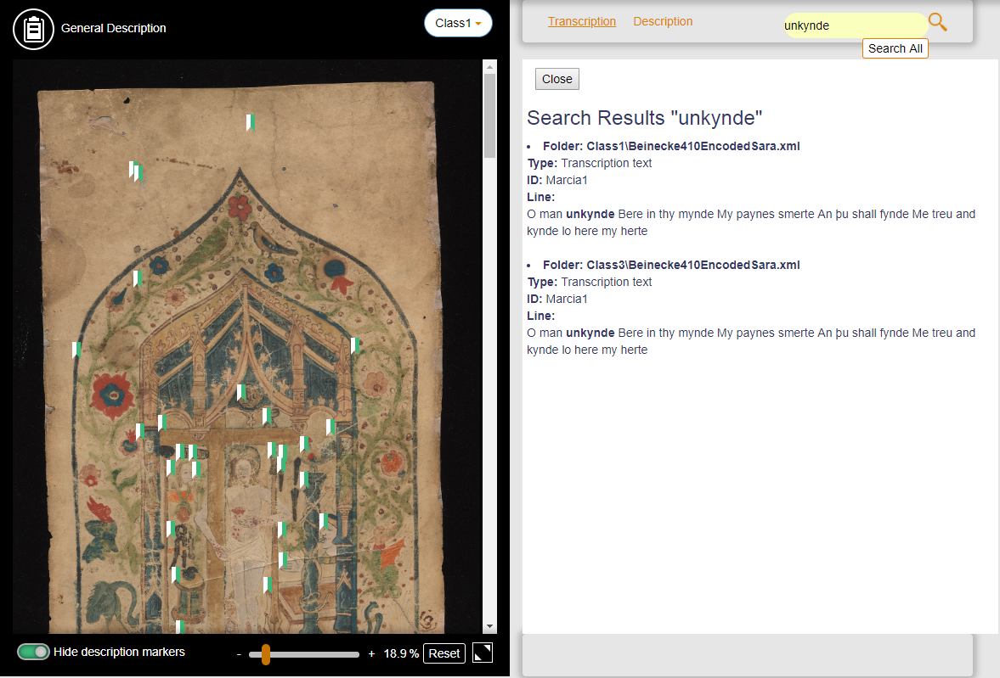 General Description
Class1
Transcription
Description
unkynde
Search All
Close
Search Results "unkynde"
• Folder: Class1\Beinecke410EncodedSara.xml
Type: Transcription text
ID: Marcia1
Line:
O man unkynde Bere in thy mynde My paynes smerte An þu shall fynde Me treu and
kynde lo here my herte
• Folder: Class3\Beinecke410EncodedSara.xml
Type: Transcription text
ID: Marcia1
Line:
O man unkynde Bere in thy mynde My paynes smerte An þu shall fynde Me treu and
kynde lo here my herte
Hide description markers
- + 18.9 % Reset